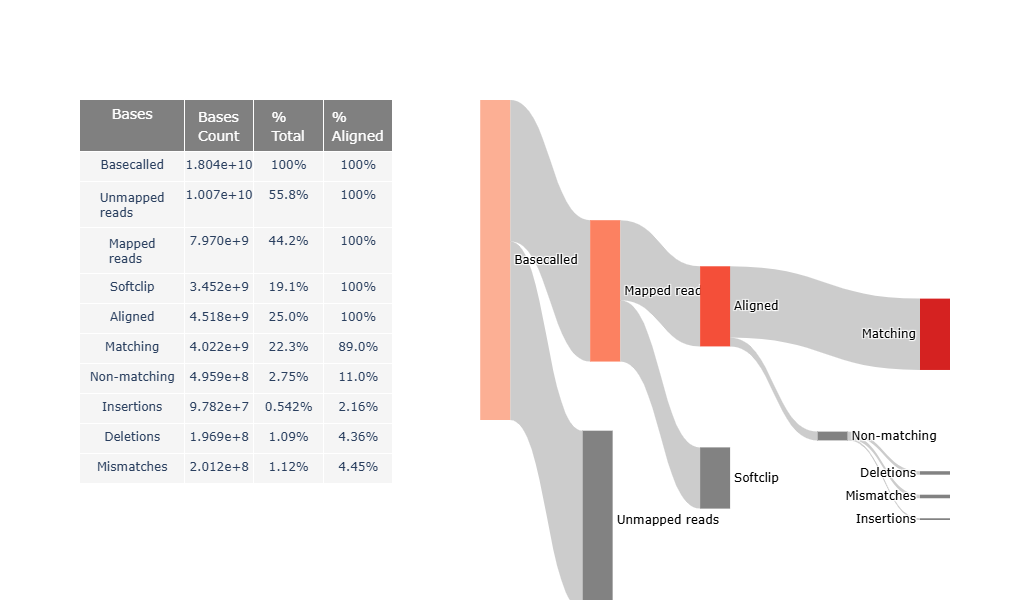 Bases Bases Count % Total % Aligned
Basecalled 1.804e+10 100% 100%
Unmapped reads 1.007e+10 55.8% 100%
Mapped reads 7.970e+9 44.2% 100%
Softclip 3.452e+9 19.1% 100%
Aligned 4.518e+9 25.0% 100%
Matching 4.022e+9 22.3% 89.0%
Non-matching 4.959e+8 2.75% 11.0%
Insertions 9.782e+7 0.542% 2.16%
Deletions 1.969e+8 1.09% 4.36%
Mismatches 2.012e+8 1.12% 4.45%
Basecalled
Mapped read
Aligned
Matching
Non-matching
Deletions
Softclip
Mismatches
Unmapped reads
Insertions